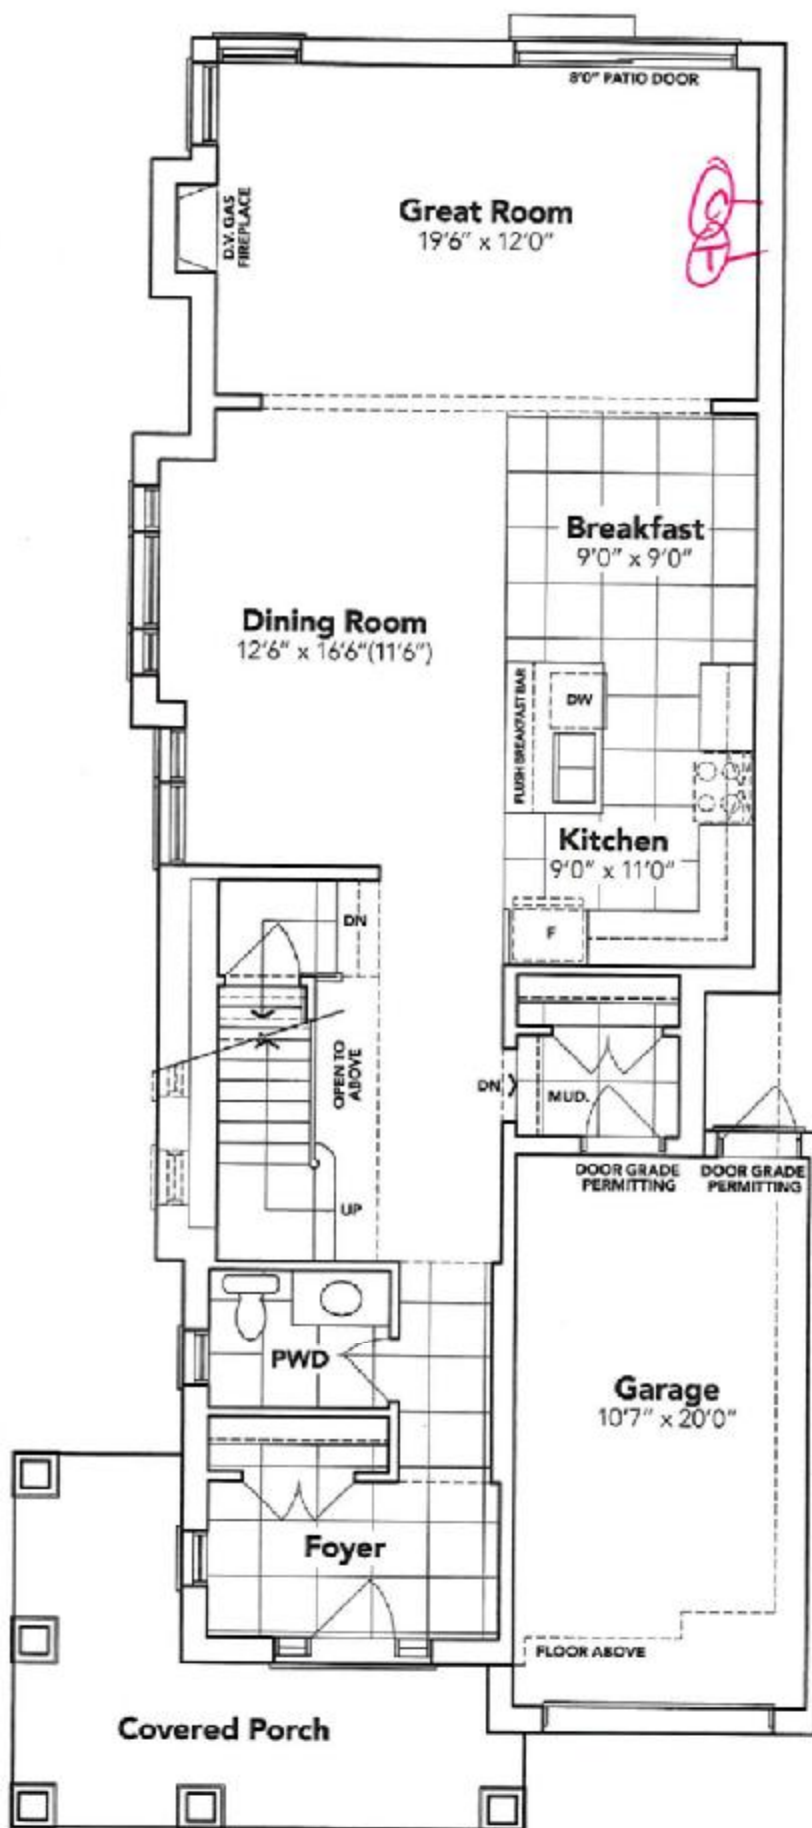 8'0" PATIO DOOR
D.V. GAS
FIREPLACE
Great Room
19'6" x 12'0"
C
T
Breakfast
9'0" x 9'0"
Dining Room
12'6" x 16'6"(11'6")
FLUSH BREAKFAST BAR
DW
Kitchen
9'0" x 11'0"
DN
F
OPEN TO
ABOVE
DN
MUD.
DOOR GRADE
PERMITTING
DOOR GRADE
PERMITTING
UP
PWD
Garage
10'7" x 20'0"
Foyer
FLOOR ABOVE
Covered Porch